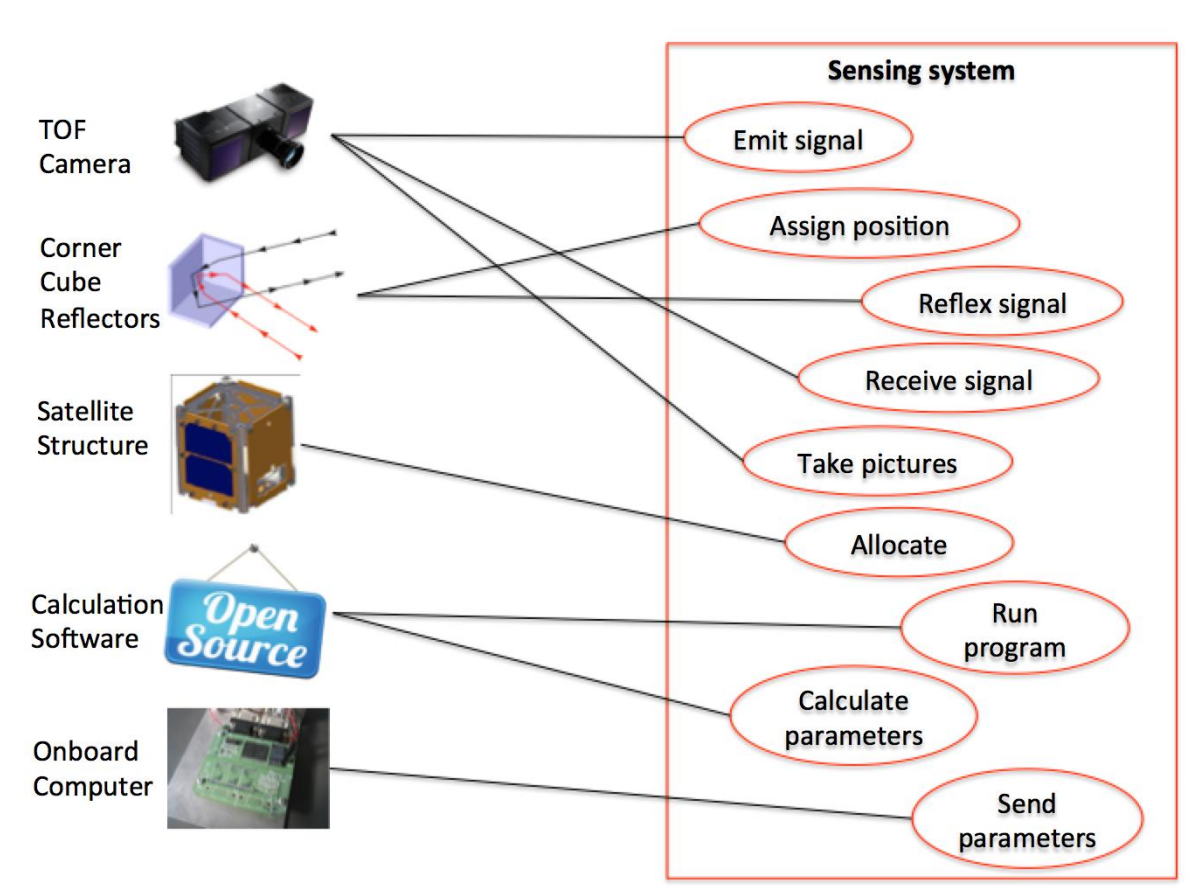 Sensing system
TOF
Camera
Emit signal
Corner
Cube
Reflectors
Assign position
Reflex signal
Receive signal
Satellite
Structure
Take pictures
Allocate
Calculation
Software
Open
Source
Run
program
Calculate
parameters
Onboard
Computer
Send
parameters